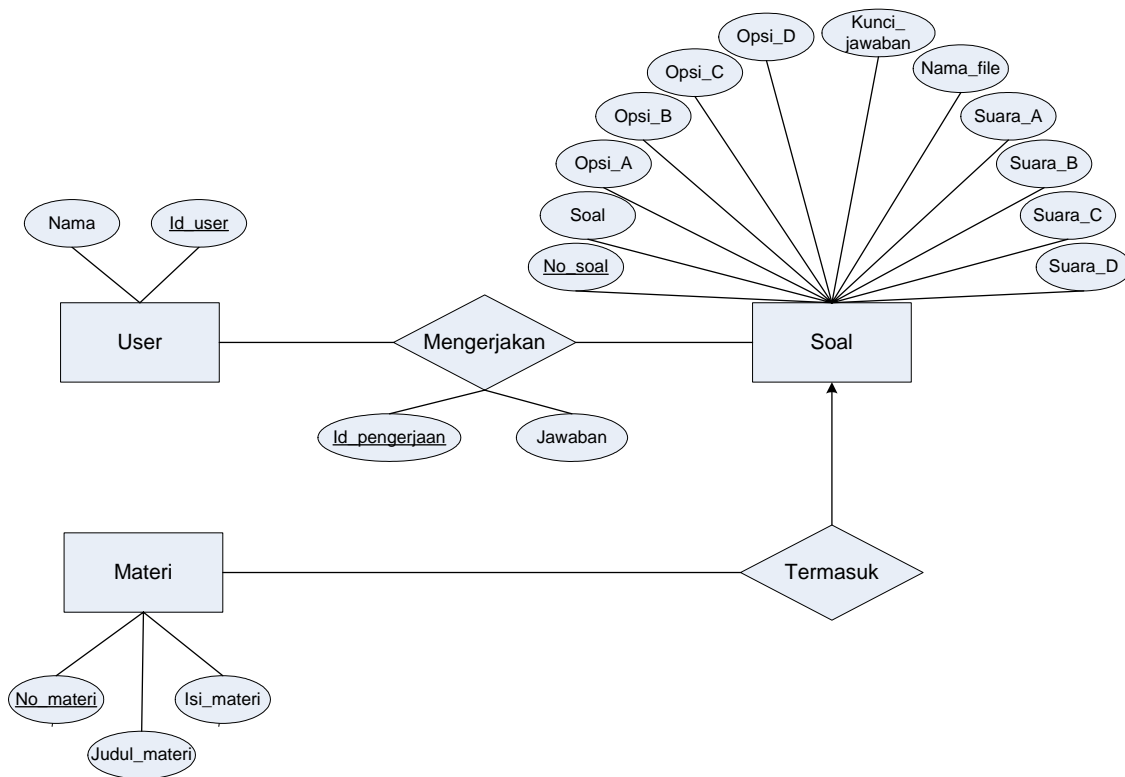 Opsi_D
Kunci_
jawaban
Opsi_C
Nama_file
Opsi_B
Suara_A
Opsi_A
Suara_B
Nama
Id_user
Soal
Suara_C
No_soal
Suara_D
User
Mengerjakan
Soal
Id_pengerjaan
Jawaban
Materi
Termasuk
No_materi
Isi_materi
Judul_materi